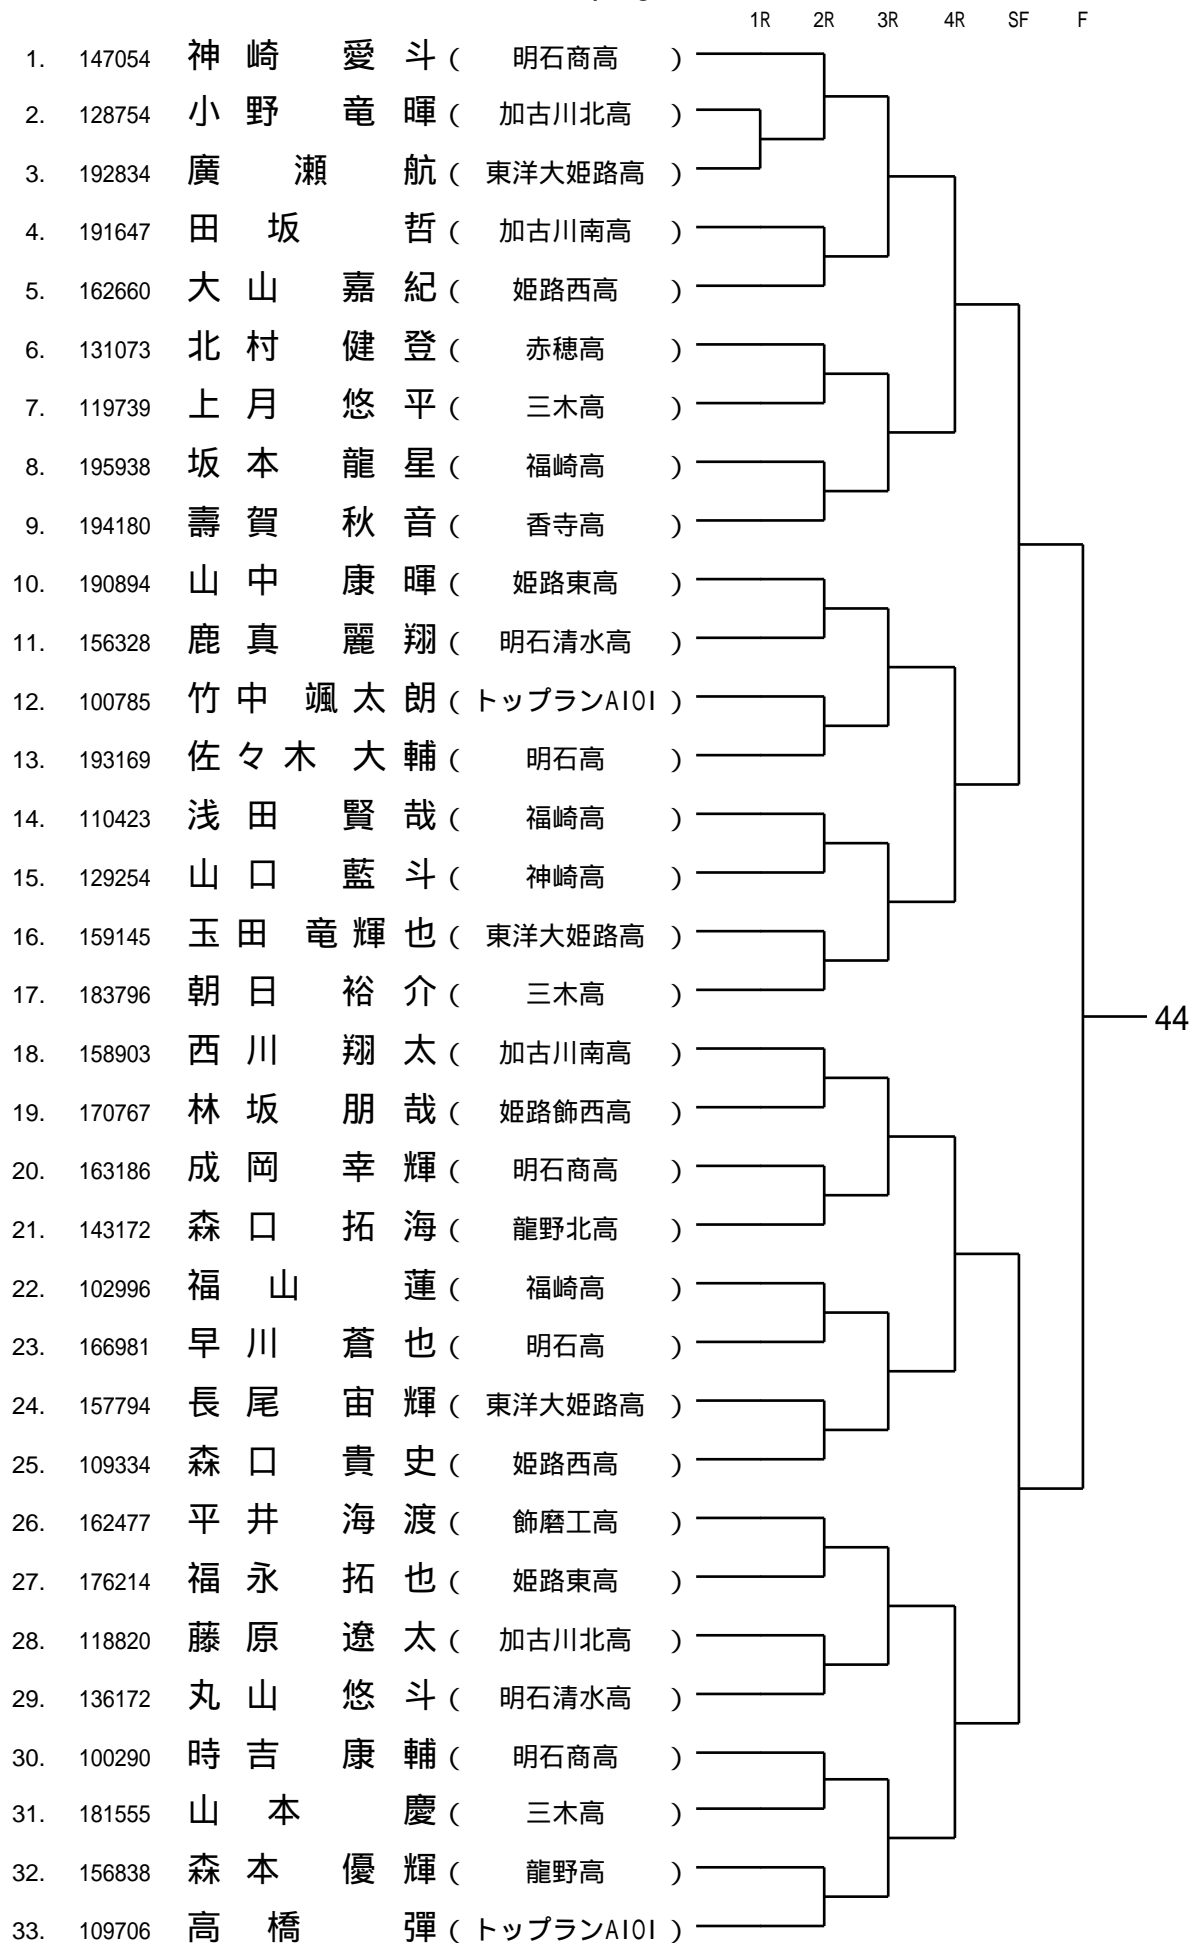 1R 2R 3R 4R SF F
1. 147054 神崎 愛斗 ( 明石商高 )
2. 128754 小野 竜暉 ( 加古川北高 )
3. 192834 廣瀬 航 ( 東洋大姫路高 )
4. 191647 田坂 哲 ( 加古川南高 )
5. 162660 大山 嘉紀 ( 姫路西高 )
6. 131073 北村 健登 ( 赤穂高 )
7. 119739 上月 悠平 ( 三木高 )
8. 195938 坂本 龍星 ( 福崎高 )
9. 194180 壽賀 秋音 ( 香寺高 )
10. 190894 山中 康暉 ( 姫路東高 )
11. 156328 鹿真 麗翔 ( 明石清水高 )
12. 100785 竹中 颯太朗 ( トップランAIOI )
13. 193169 佐々木 大輔 ( 明石高 )
14. 110423 浅田 賢哉 ( 福崎高 )
15. 129254 山口 藍斗 ( 神崎高 )
16. 159145 玉田 竜輝也 ( 東洋大姫路高 )
17. 183796 朝日 裕介 ( 三木高 )
44
18. 158903 西川 翔太 ( 加古川南高 )
19. 170767 林坂 朋哉 ( 姫路飾西高 )
20. 163186 成岡 幸輝 ( 明石商高 )
21. 143172 森口 拓海 ( 龍野北高 )
22. 102996 福山 蓮 ( 福崎高 )
23. 166981 早川 蒼也 ( 明石高 )
24. 157794 長尾 宙輝 ( 東洋大姫路高 )
25. 109334 森口 貴史 ( 姫路西高 )
26. 162477 平井 海渡 ( 飾磨工高 )
27. 176214 福永 拓也 ( 姫路東高 )
28. 118820 藤原 遼太 ( 加古川北高 )
29. 136172 丸山 悠斗 ( 明石清水高 )
30. 100290 時吉 康輔 ( 明石商高 )
31. 181555 山本 慶 ( 三木高 )
32. 156838 森本 優輝 ( 龍野高 )
33. 109706 高橋 彈 ( トップランAIOI )